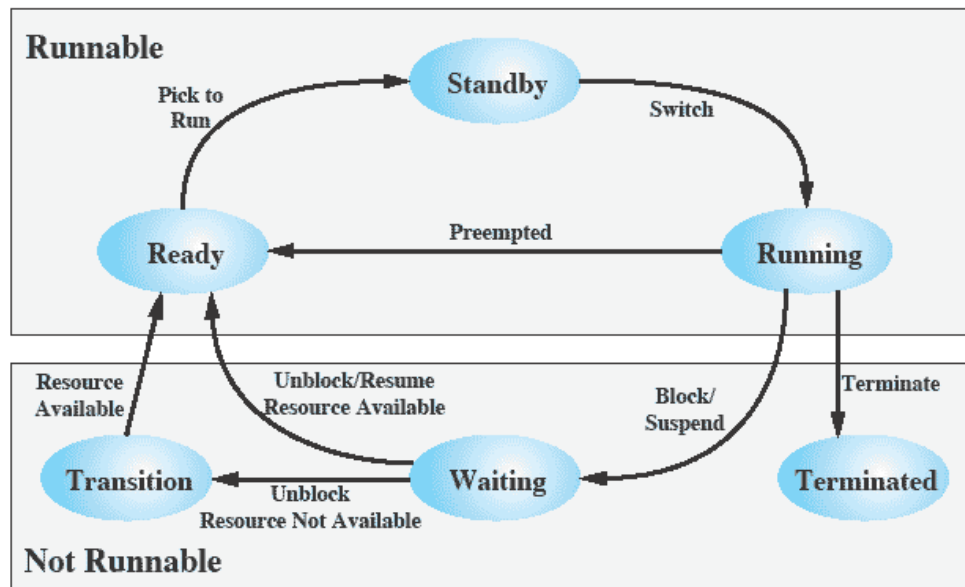 Runnable
Standby
Pick to
Run
Switch
Ready
Preempted
Running
Resource
Available
Unblock/Resume
Resource Available
Block/
Suspend
Terminate
Transition
Unblock
Resource Not Available
Waiting
Terminated
Not Runnable